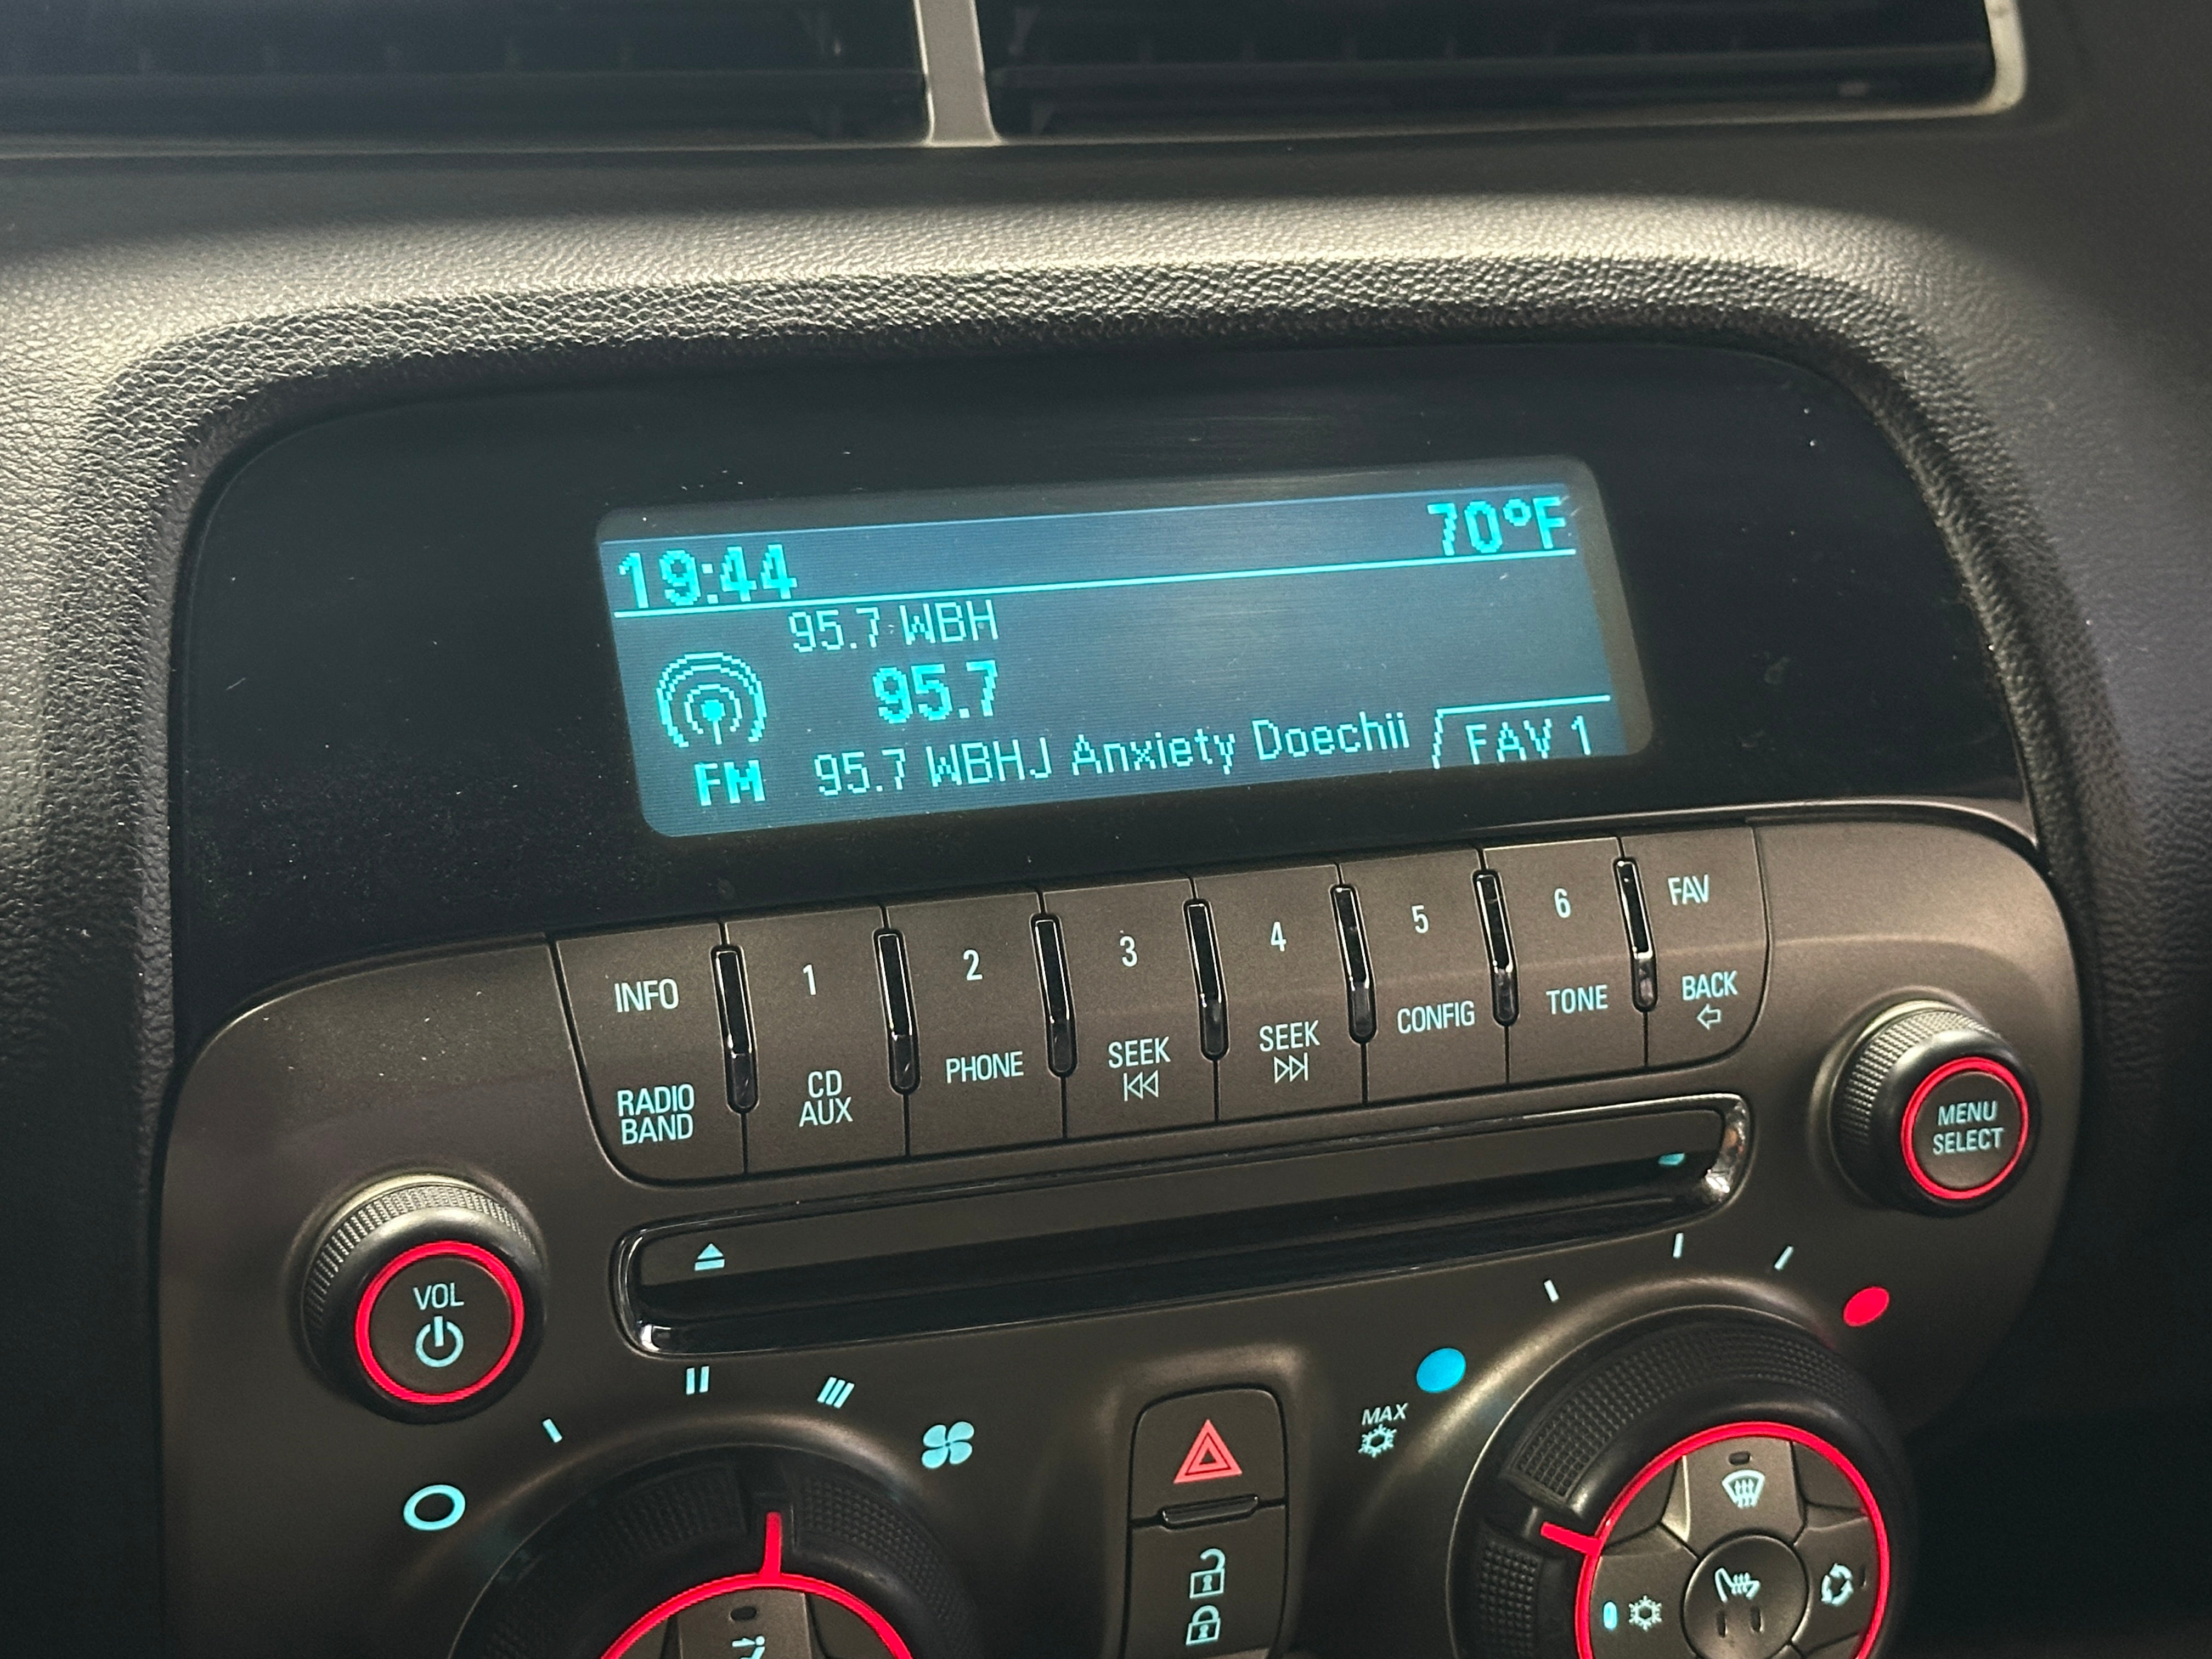 19:44 70°F
95.7 WBH
95.7
FM 95.7 WBHJ Anxiety Doechii FAV 1
INFO 1 2 3 4 5 6 FAV
RADIO BAND CD AUX PHONE SEEK SEEK CONFIG TONE BACK
MENU
SELECT
VOL
MAX